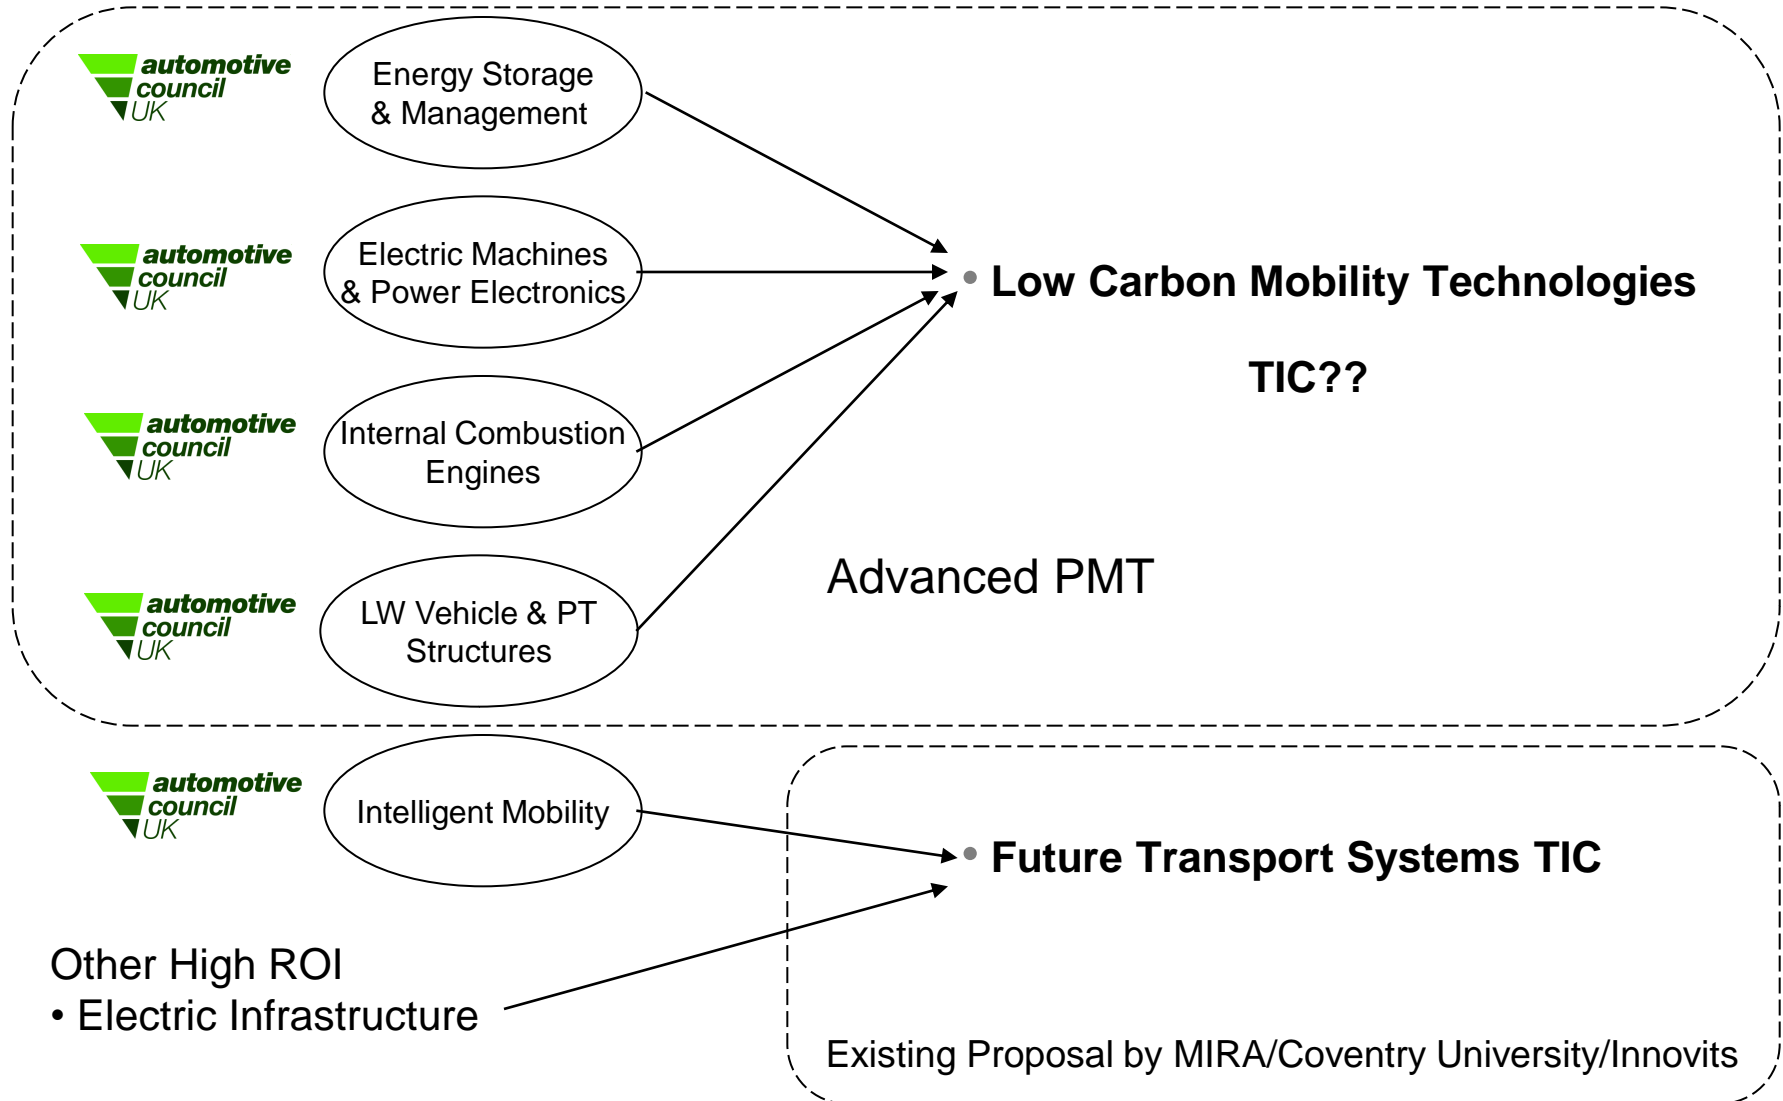 automotive
council
UK
Energy Storage
& Management
automotive
council
UK
Electric Machines
& Power Electronics
• Low Carbon Mobility Technologies
TIC??
automotive
council
UK
Internal Combustion
Engines
Advanced PMT
automotive
council
UK
LW Vehicle & PT
Structures
automotive
council
UK
Intelligent Mobility
• Future Transport Systems TIC
Other High ROI
• Electric Infrastructure
Existing Proposal by MIRA/Coventry University/Innovits